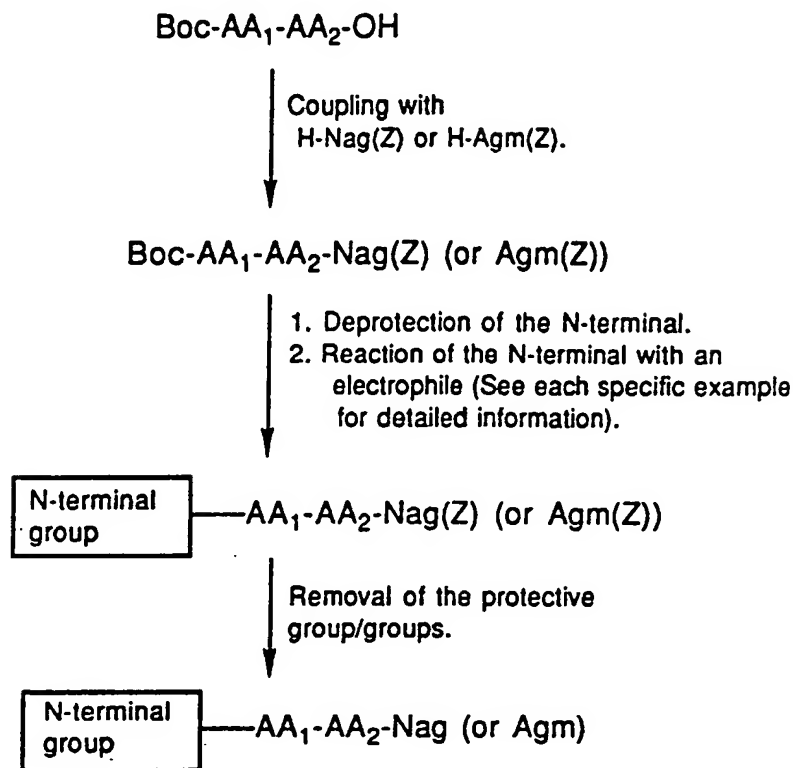 Boc-AA₁-AA₂-OH
Coupling with
H-Nag(Z) or H-Agm(Z).
Boc-AA₁-AA₂-Nag(Z) (or Agm(Z))
1. Deprotection of the N-terminal.
2. Reaction of the N-terminal with an
electrophile (See each specific example
for detailed information).
N-terminal
group
AA₁-AA₂-Nag(Z) (or Agm(Z))
Removal of the protective
group/groups.
N-terminal
group
AA₁-AA₂-Nag (or Agm)